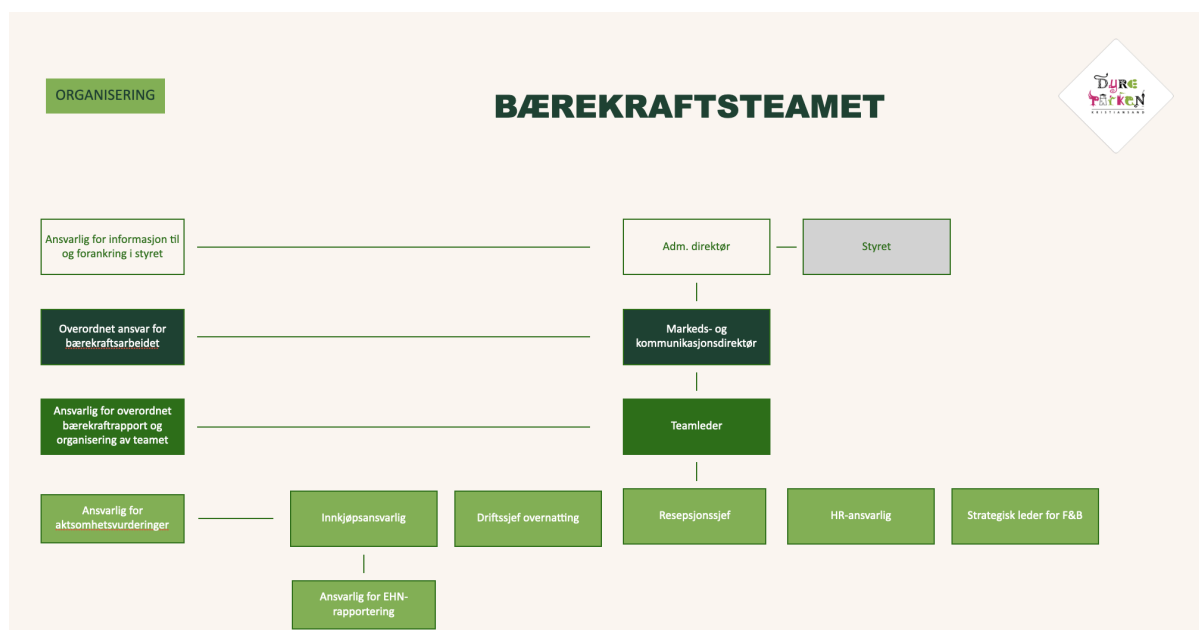 ORGANISERING
BÆREKRAFTSTEAMET
DYRE
PARKEN
KRISTIANSAND
Ansvarlig for informasjon til
og forankring i styret
Adm. direktør
Styret
Overordnet ansvar for
bærekraftsarbeidet
Markeds- og
kommunikasjonsdirektør
Ansvarlig for overordnet
bærekraftrapport og
organisering av teamet
Teamleder
Ansvarlig for
aktsomhetsvurderinger
Innkjøpsansvarlig
Driftssjef overnatting
Resepsjonssjef
HR-ansvarlig
Strategisk leder for F&B
Ansvarlig for EHN-
rapportering